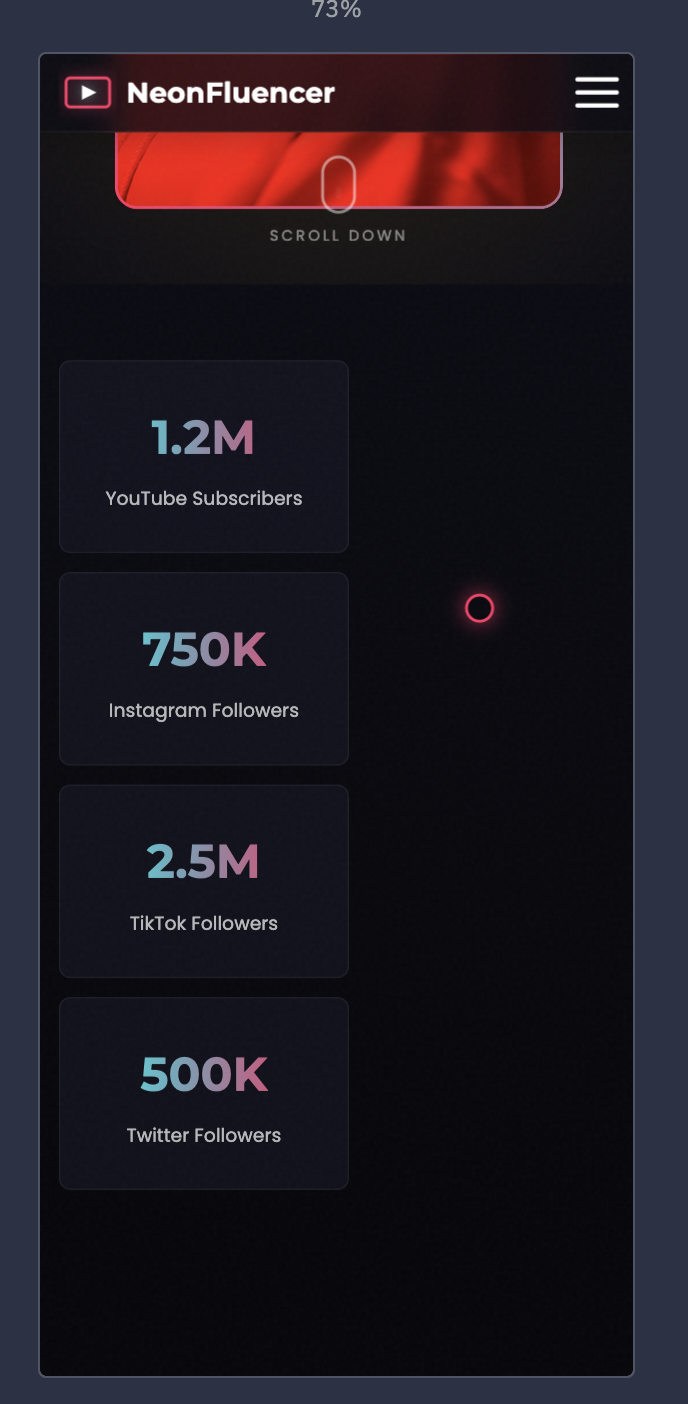 73%
NeonFluencer
SCROLL DOWN
1.2M
YouTube Subscribers
750K
Instagram Followers
2.5M
TikTok Followers
500K
Twitter Followers